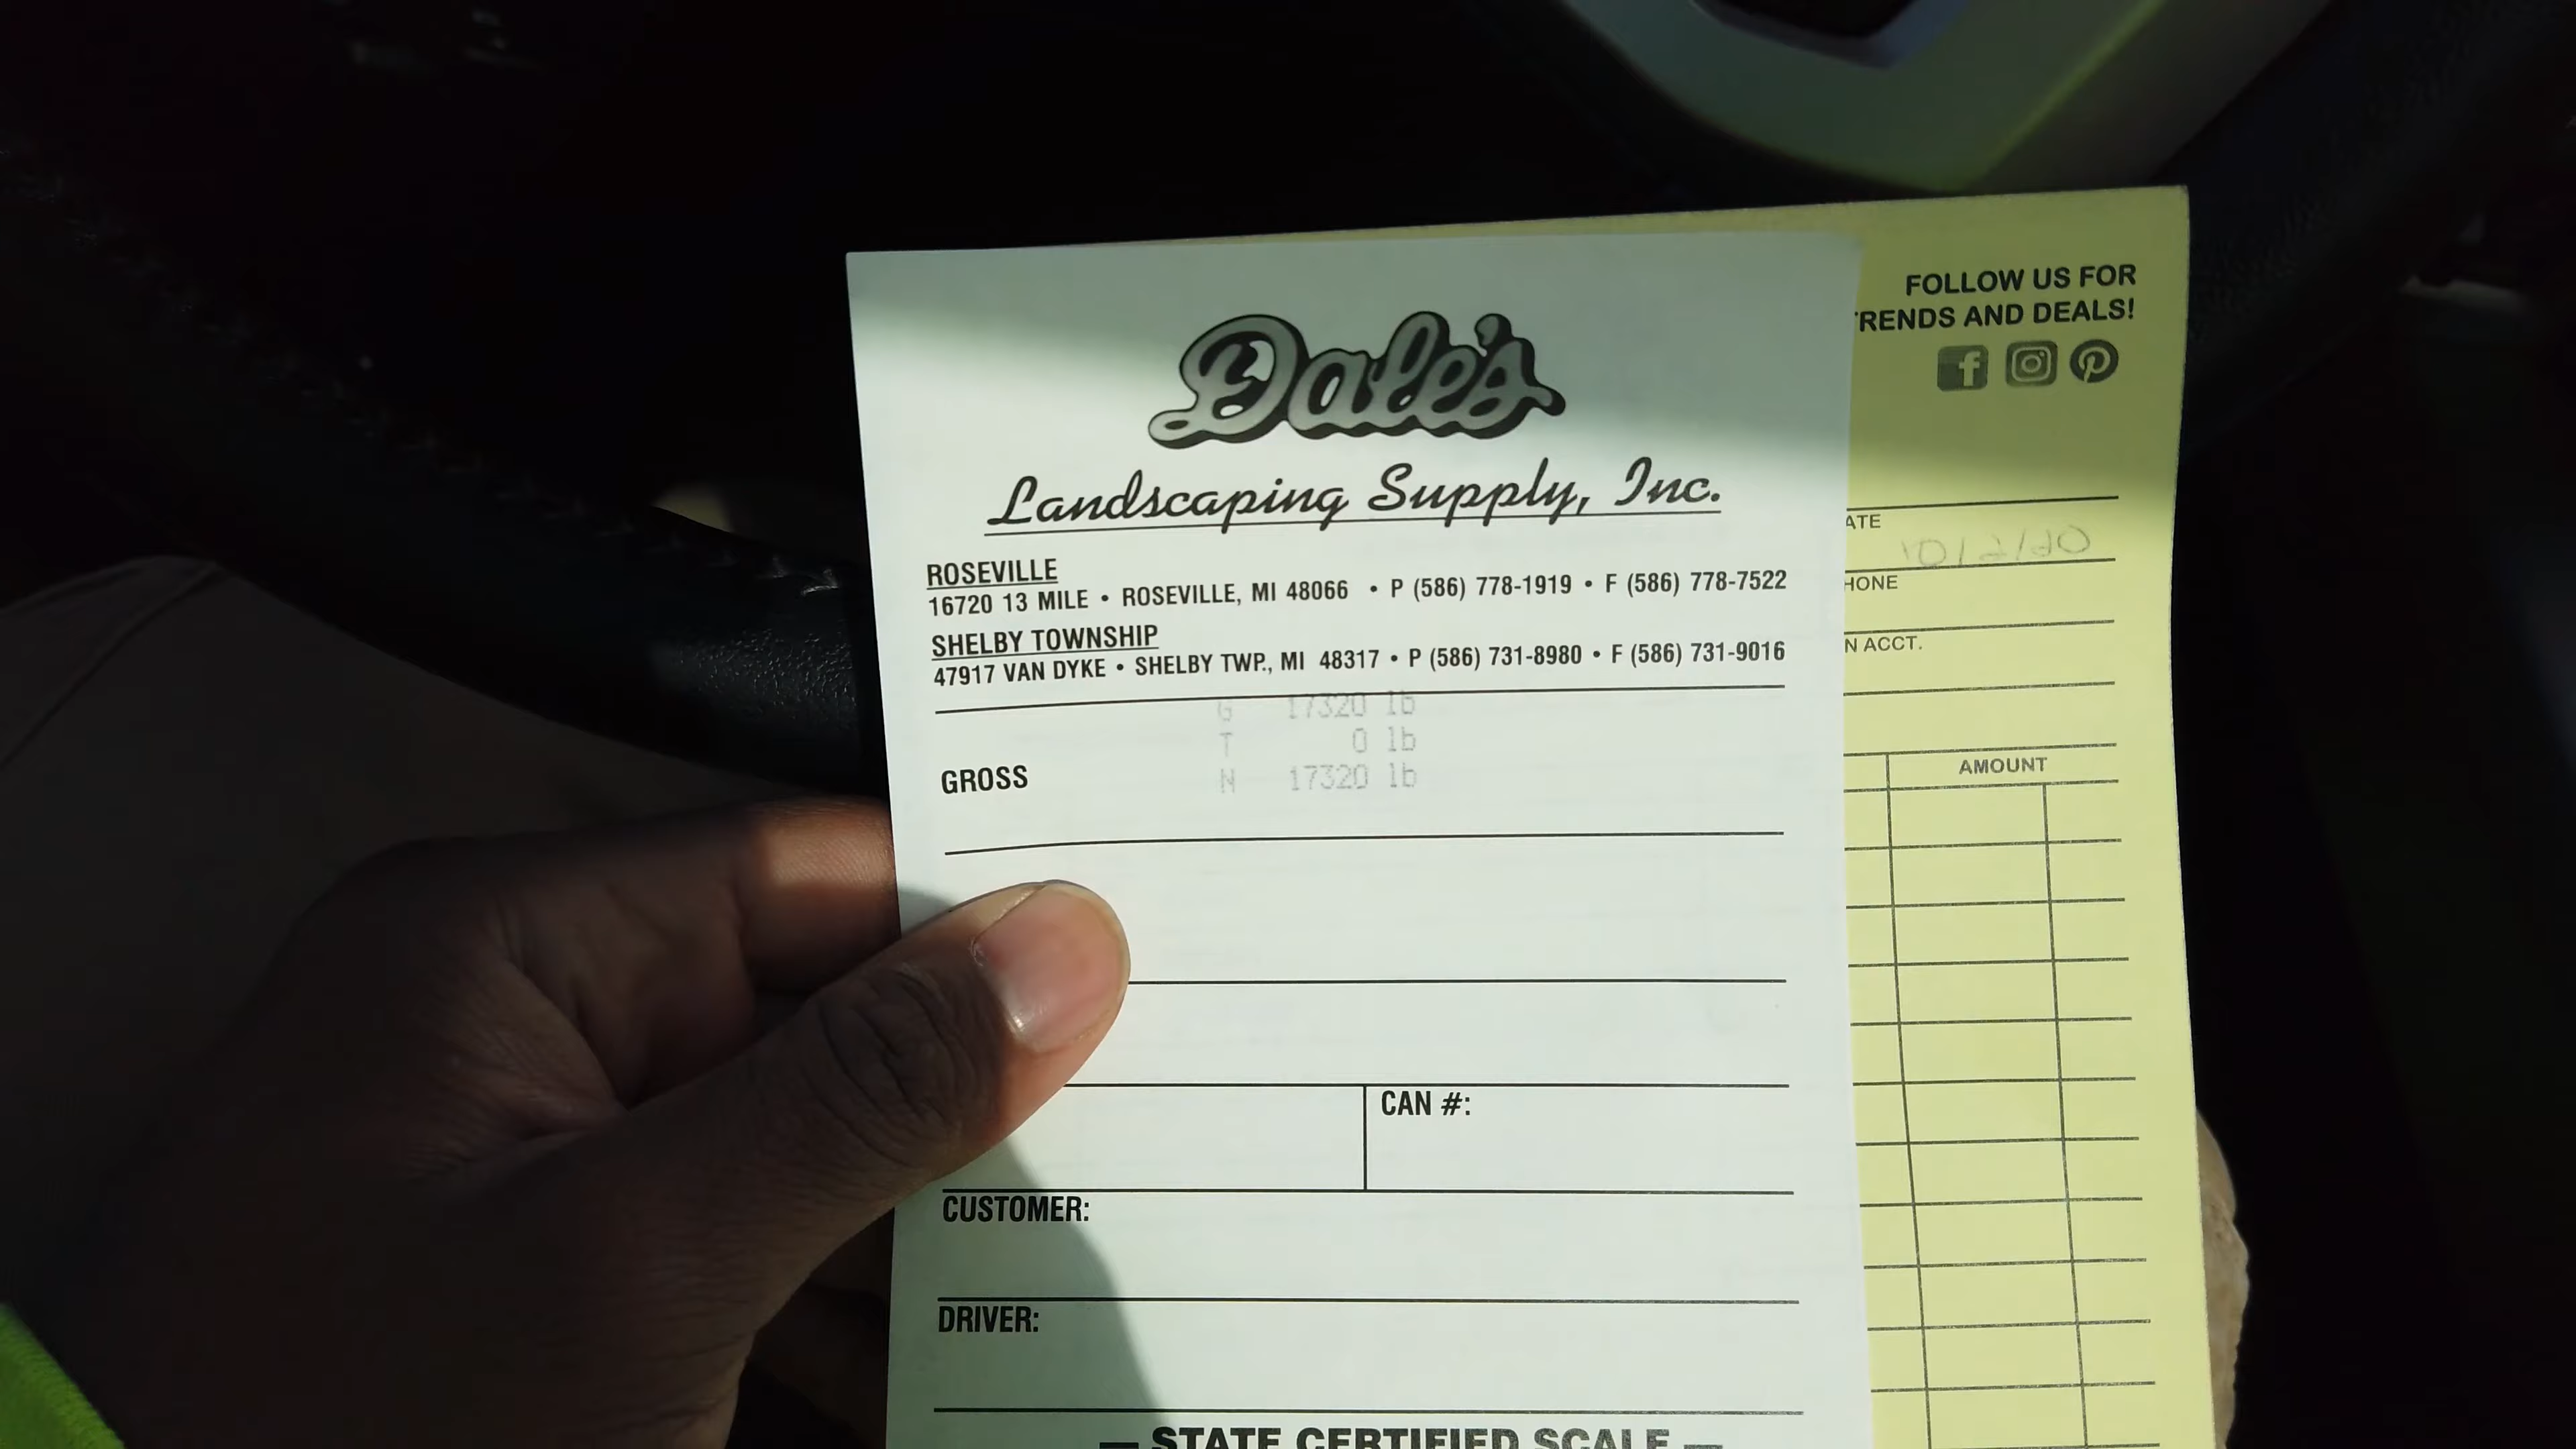 Dale's
Landscaping Supply, Inc.
ROSEVILLE
16720 13 MILE • ROSEVILLE, MI 48066 • P (586) 778-1919 • F (586) 778-7522
SHELBY TOWNSHIP
47917 VAN DYKE • SHELBY TWP., MI 48317 • P (586) 731-8980 • F (586) 731-9016
G 17320 lb
T 0 lb
N 17320 lb
GROSS
CAN #:
CUSTOMER:
DRIVER:
— STATE CERTIFIED SCALE —
FOLLOW US FOR
RENDS AND DEALS!
ATE
HONE
N ACCT.
AMOUNT